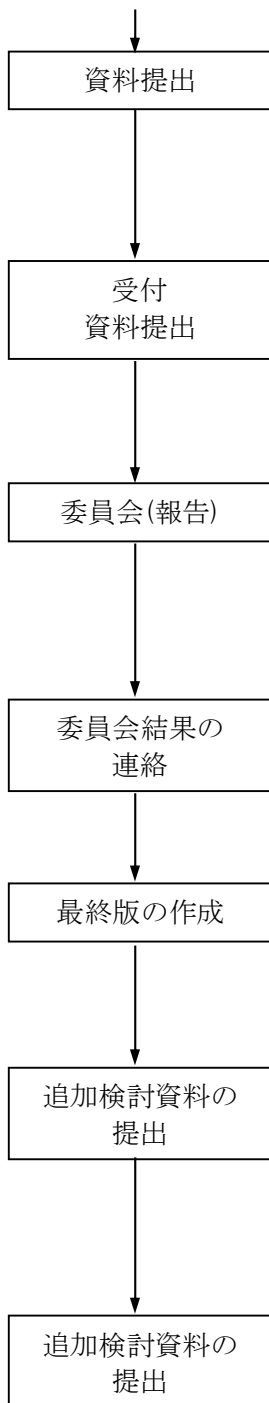 資料提出
受付
資料提出
委員会(報告)
委員会結果の
連絡
最終版の作成
追加検討資料の
提出
追加検討資料の
提出